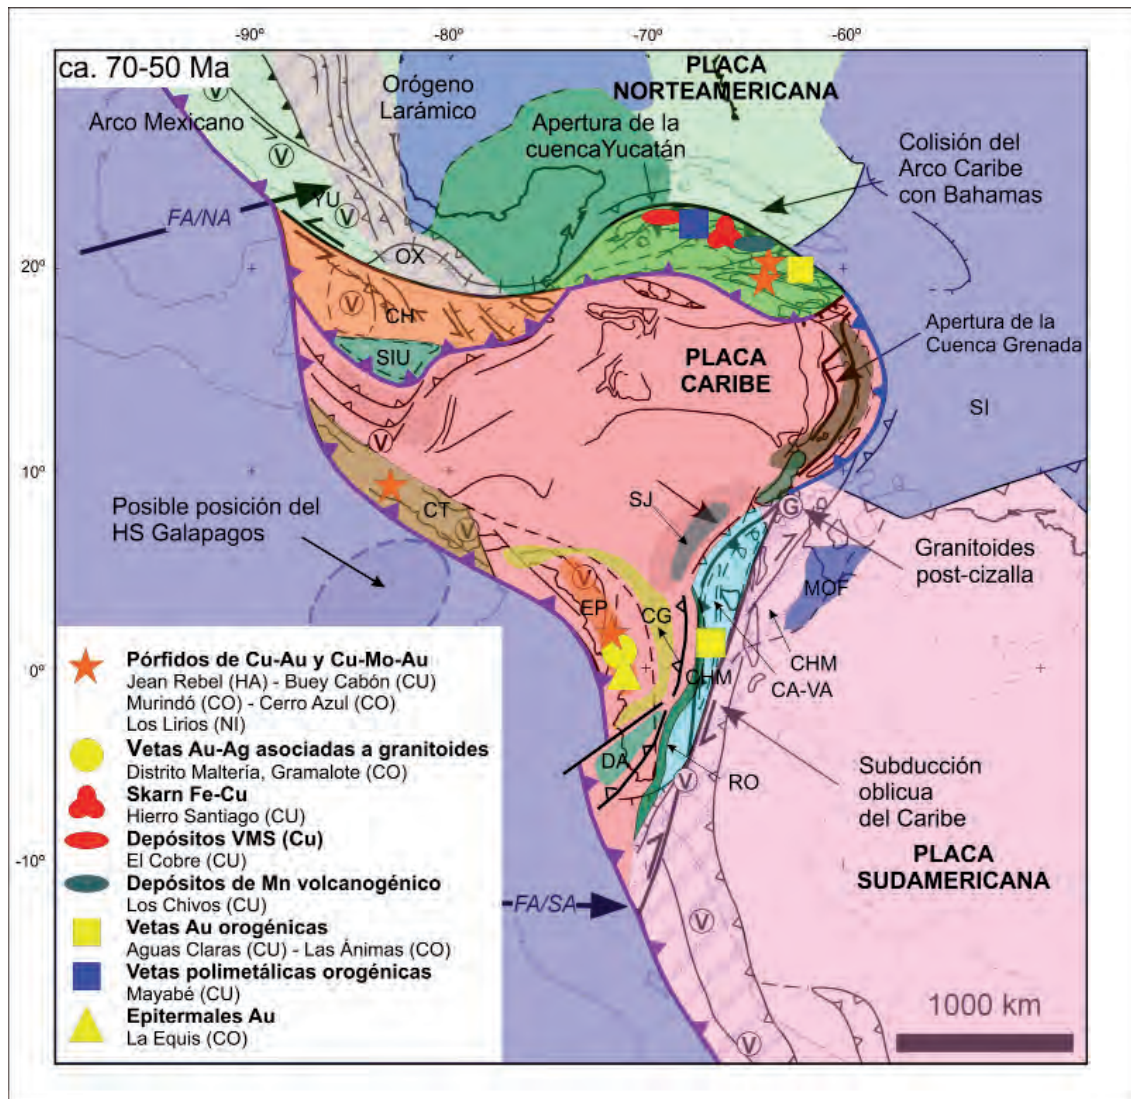 -90º
-80º
-70º
-60º
ca. 70-50 Ma
Arco Mexicano
Orógeno
Larámico
PLACA
NORTEAMERICANA
Apertura de la
cuencaYucatán
Colisión del
Arco Caribe
con Bahamas
V
V
V
YU
FA/NA
OX
20º
V
CH
SIU
PLACA
CARIBE
Apertura de la
Cuenca Grenada
SI
V
10º
CT
V
SJ
G
Posible posición del
HS Galapagos
Granitoides
post-cizalla
MOF
V
EP
CG
CHM
CHM
CA-VA
0º
DA
RO
V
Subducción
oblicua
del Caribe
PLACA
SUDAMERICANA
-10º
FA/SA
V
V
1000 km
Pórfidos de Cu-Au y Cu-Mo-Au
Jean Rebel (HA) - Buey Cabón (CU)
Murindó (CO) - Cerro Azul (CO)
Los Lirios (NI)
Vetas Au-Ag asociadas a granitoides
Distrito Maltería, Gramalote (CO)
Skarn Fe-Cu
Hierro Santiago (CU)
Depósitos VMS (Cu)
El Cobre (CU)
Depósitos de Mn volcanogénico
Los Chivos (CU)
Vetas Au orogénicas
Aguas Claras (CU) - Las Ánimas (CO)
Vetas polimetálicas orogénicas
Mayabé (CU)
Epitermales Au
La Equis (CO)